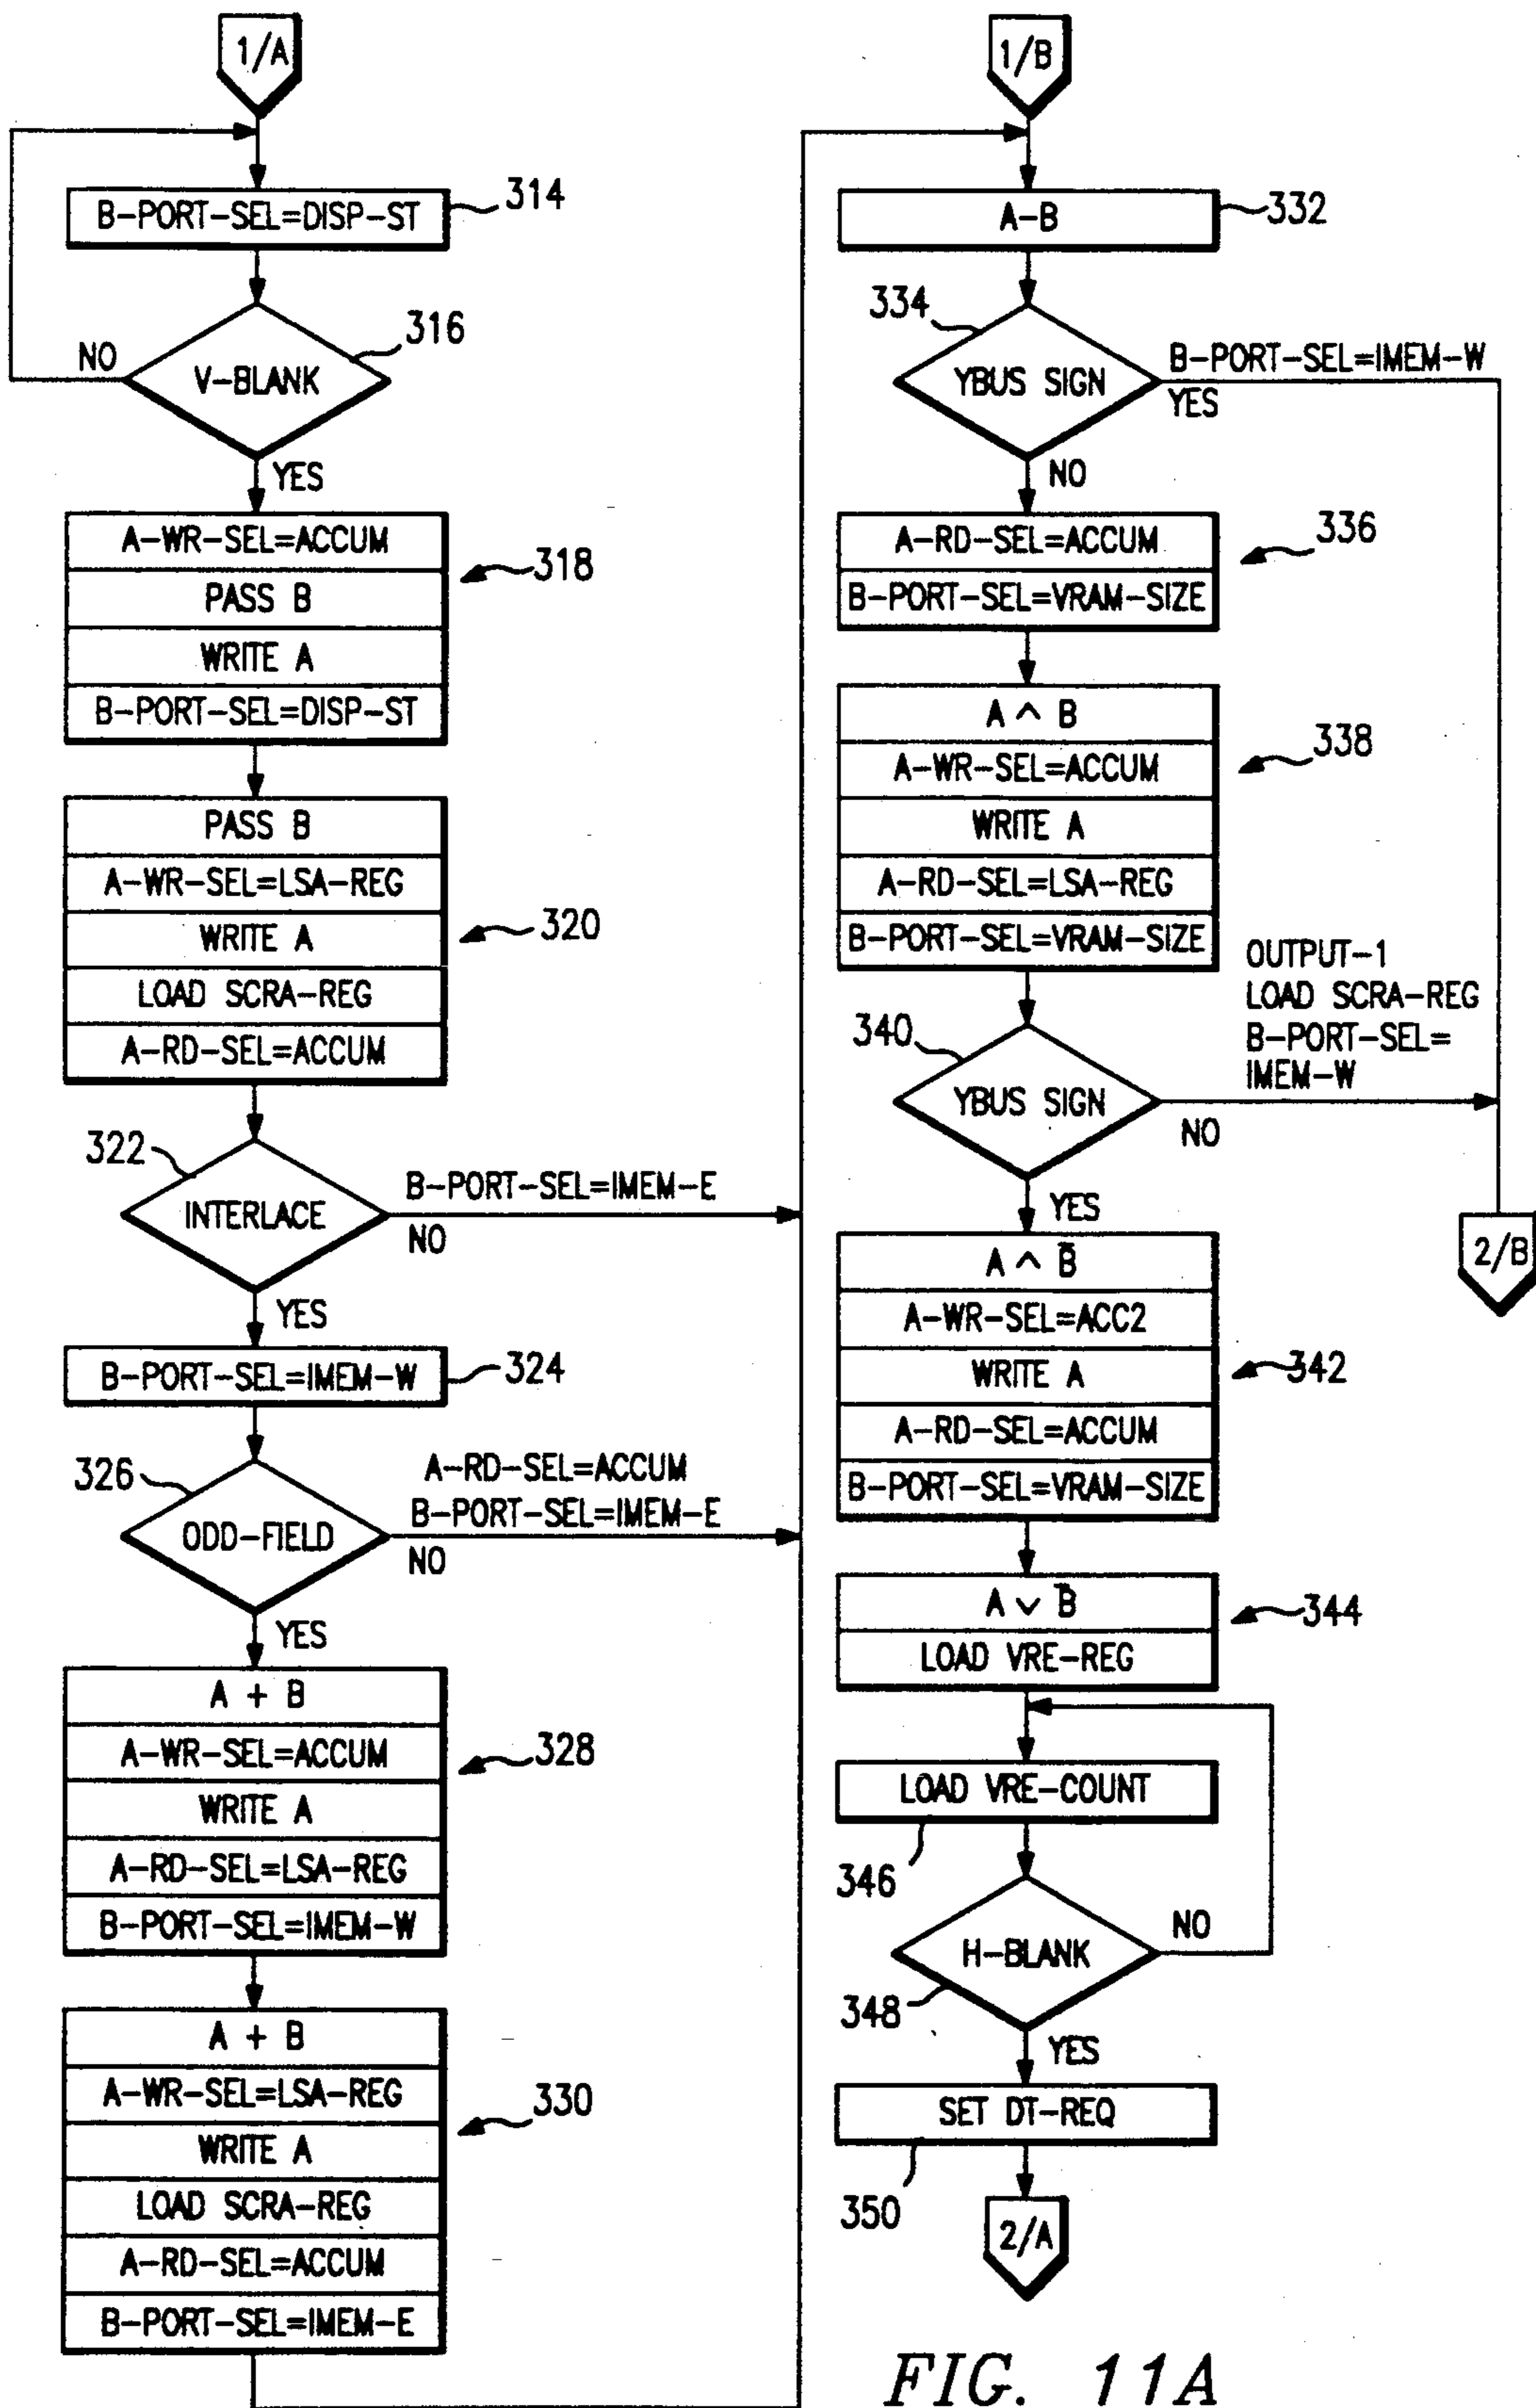 1/A
B-PORT-SEL=DISP-ST
314
V-BLANK
316
NO
YES
A-WR-SEL=ACCUM
PASS B
WRITE A
B-PORT-SEL=DISP-ST
318
PASS B
A-WR-SEL=LSA-REG
WRITE A
LOAD SCRA-REG
A-RD-SEL=ACCUM
320
322
INTERLACE
B-PORT-SEL=IMEM-E
NO
YES
B-PORT-SEL=IMEM-W
324
326
ODD-FIELD
A-RD-SEL=ACCUM
B-PORT-SEL=IMEM-E
NO
YES
A + B
A-WR-SEL=ACCUM
WRITE A
A-RD-SEL=LSA-REG
B-PORT-SEL=IMEM-W
328
A + B
A-WR-SEL=LSA-REG
WRITE A
LOAD SCRA-REG
A-RD-SEL=ACCUM
B-PORT-SEL=IMEM-E
330
1/B
A-B
332
334
YBUS SIGN
B-PORT-SEL=IMEM-W
YES
NO
A-RD-SEL=ACCUM
B-PORT-SEL=VRAM-SIZE
336
A ^ B
A-WR-SEL=ACCUM
WRITE A
A-RD-SEL=LSA-REG
B-PORT-SEL=VRAM-SIZE
338
340
YBUS SIGN
OUTPUT-1
LOAD SCRA-REG
B-PORT-SEL=
IMEM-W
NO
YES
2/B
A ^ B̅
A-WR-SEL=ACC2
WRITE A
A-RD-SEL=ACCUM
B-PORT-SEL=VRAM-SIZE
342
A ∨ B̅
LOAD VRE-REG
344
LOAD VRE-COUNT
346
H-BLANK
NO
348
YES
SET DT-REQ
350
2/A
FIG. 11A